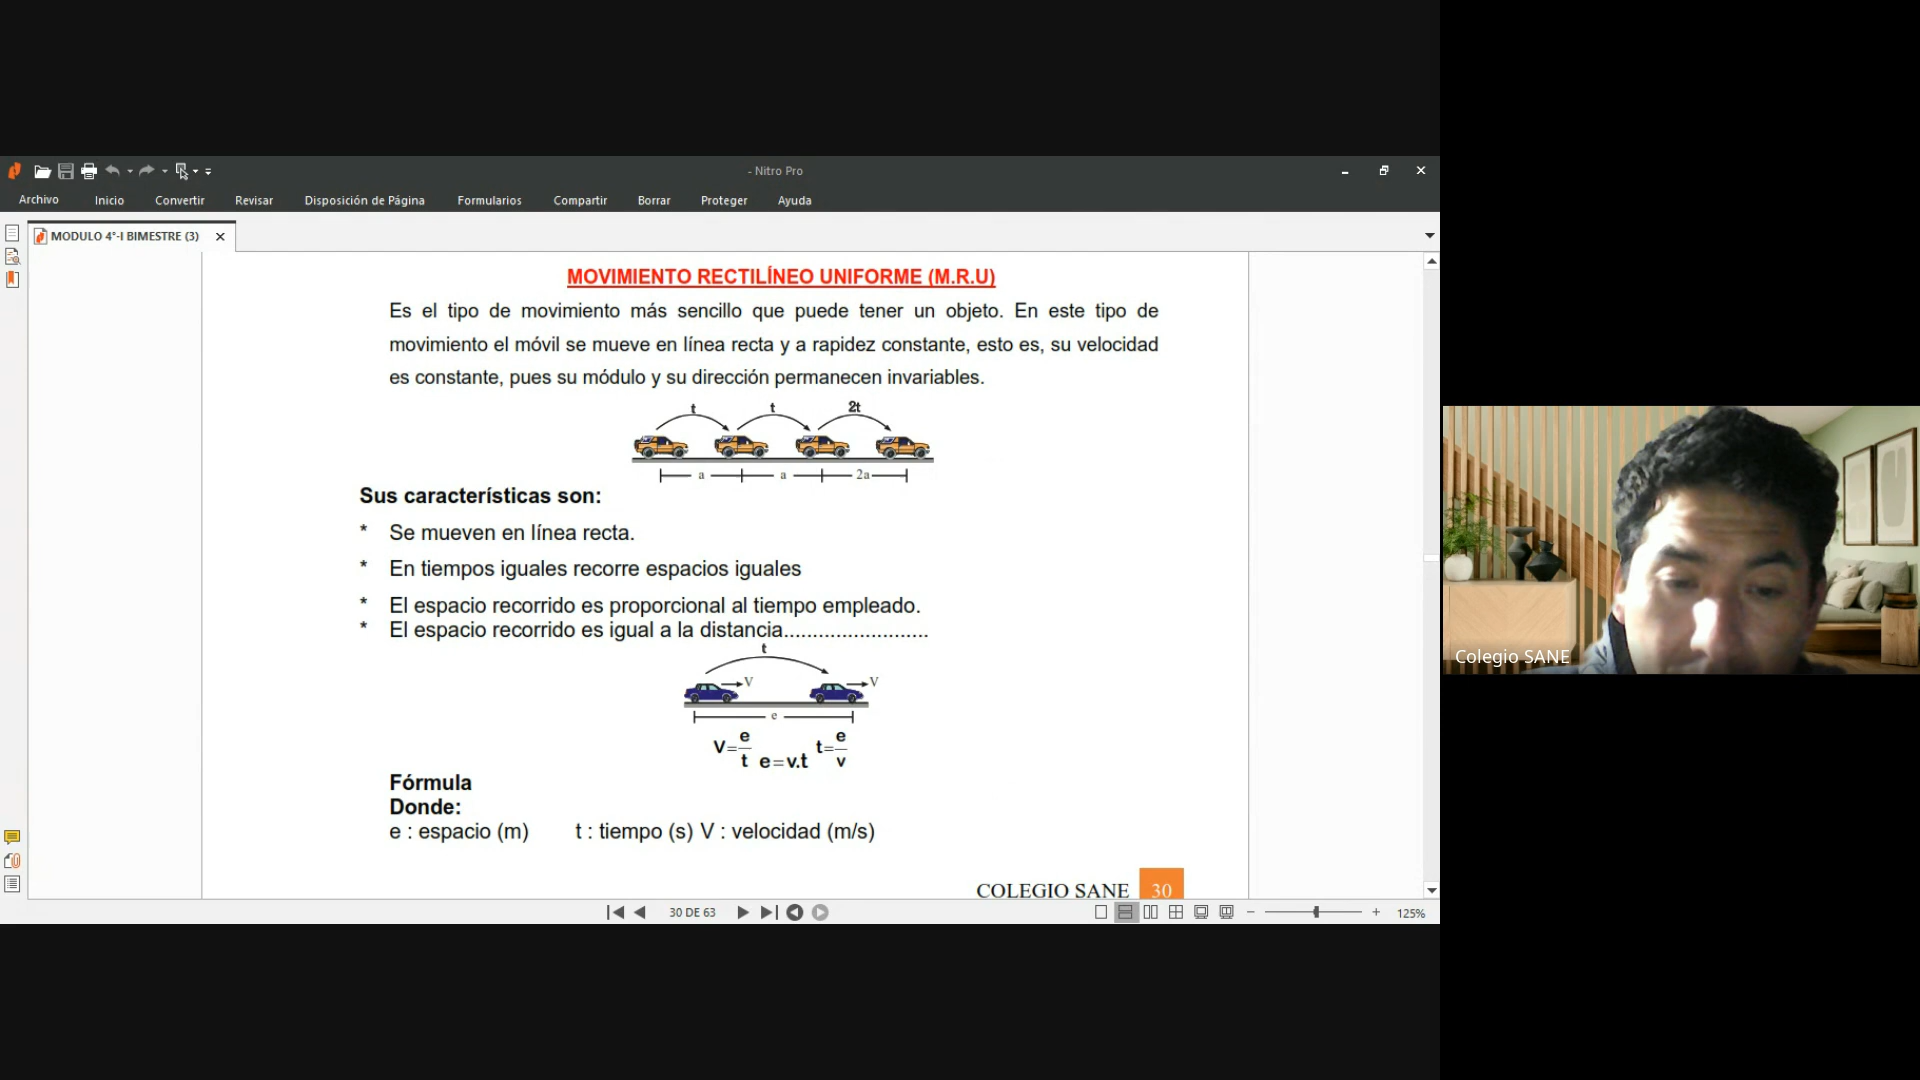 - Nitro Pro
Archivo Inicio Convertir Revisar Disposición de Página Formularios Compartir Borrar Proteger Ayuda
MODULO 4°-I BIMESTRE (3)
MOVIMIENTO RECTILÍNEO UNIFORME (M.R.U)
Es el tipo de movimiento más sencillo que puede tener un objeto. En este tipo de
movimiento el móvil se mueve en línea recta y a rapidez constante, esto es, su velocidad
es constante, pues su módulo y su dirección permanecen invariables.
t t 2t
a a 2a
Sus características son:
* Se mueven en línea recta.
* En tiempos iguales recorre espacios iguales
* El espacio recorrido es proporcional al tiempo empleado.
* El espacio recorrido es igual a la distancia.........................
t
V V
e
V=e/t e=v.t t=e/v
Fórmula
Donde:
e : espacio (m) t : tiempo (s) V : velocidad (m/s)
COLEGIO SANE 30
30 DE 63
125%
Colegio SANE